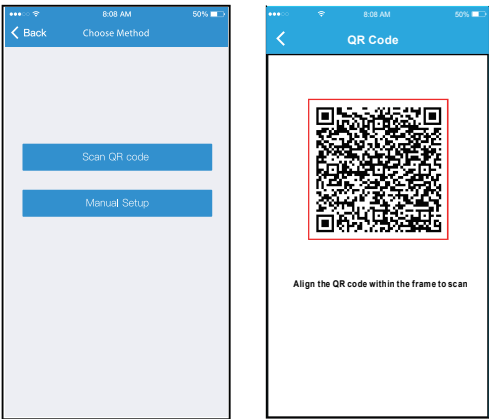 8:08 AM
50%
Back
Choose Method
Scan QR code
Manual Setup
8:08 AM
50%
QR Code
Align the QR code within the frame to scan